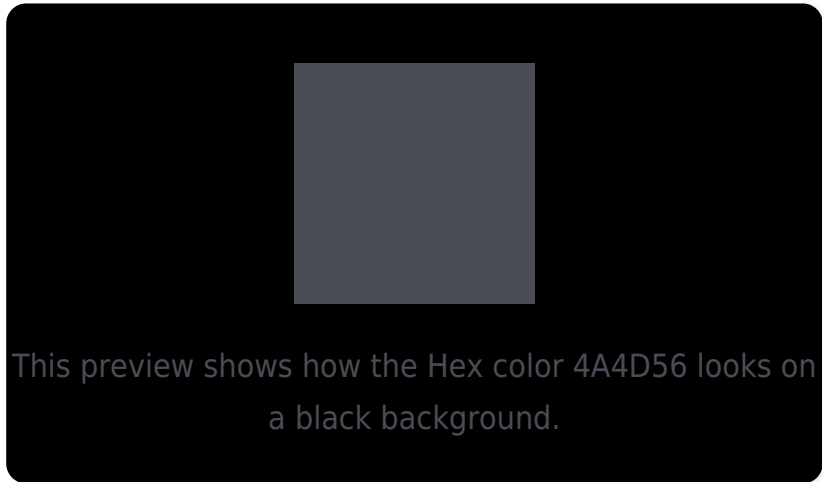 This preview shows how the Hex color 4A4D56 looks on
a black background.